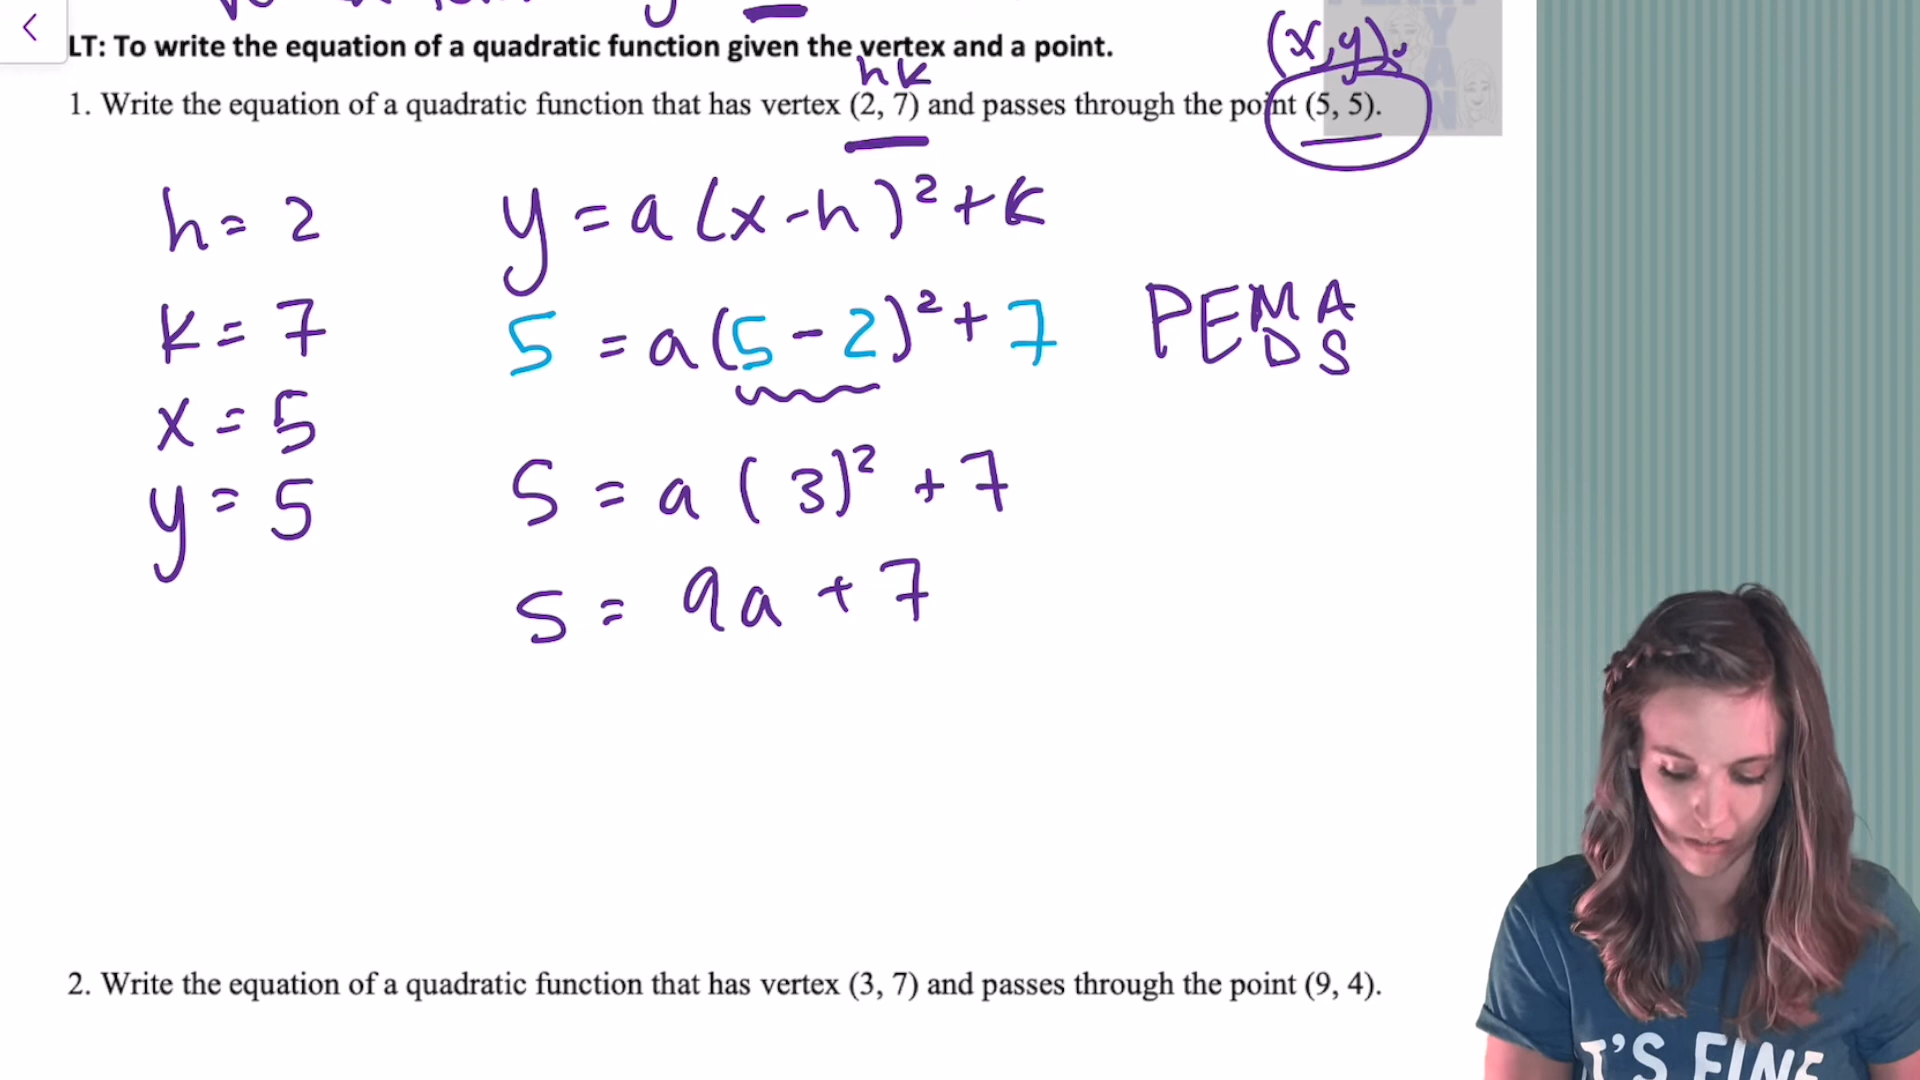 LT: To write the equation of a quadratic function given the vertex and a point.
(x,y)
h k
1. Write the equation of a quadratic function that has vertex (2, 7) and passes through the point (5, 5).
h = 2
y = a (x - h)² + k
k = 7
5 = a (5 - 2)² + 7
PEMA
DS
x = 5
y = 5
5 = a (3)² + 7
5 = 9a + 7
2. Write the equation of a quadratic function that has vertex (3, 7) and passes through the point (9, 4).
IT'S FINE